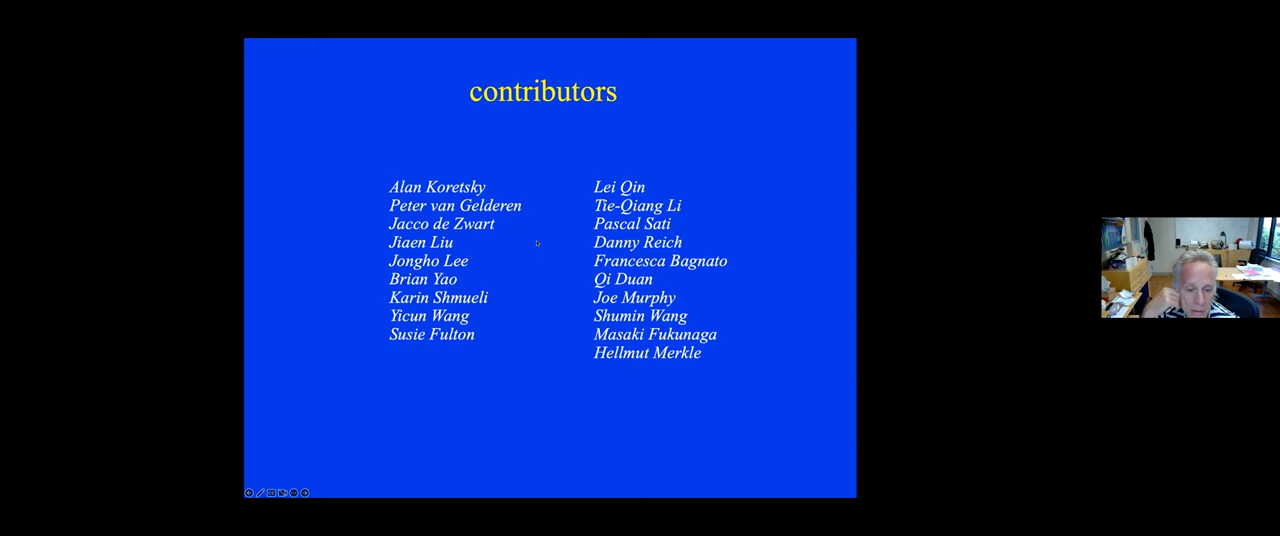 contributors
Alan Koretsky
Peter van Gelderen
Jacco de Zwart
Jiaen Liu
Jongho Lee
Brian Yao
Karin Shmueli
Yicun Wang
Susie Fulton
Lei Qin
Tie-Qiang Li
Pascal Sati
Danny Reich
Francesca Bagnato
Qi Duan
Joe Murphy
Shumin Wang
Masaki Fukunaga
Hellmut Merkle